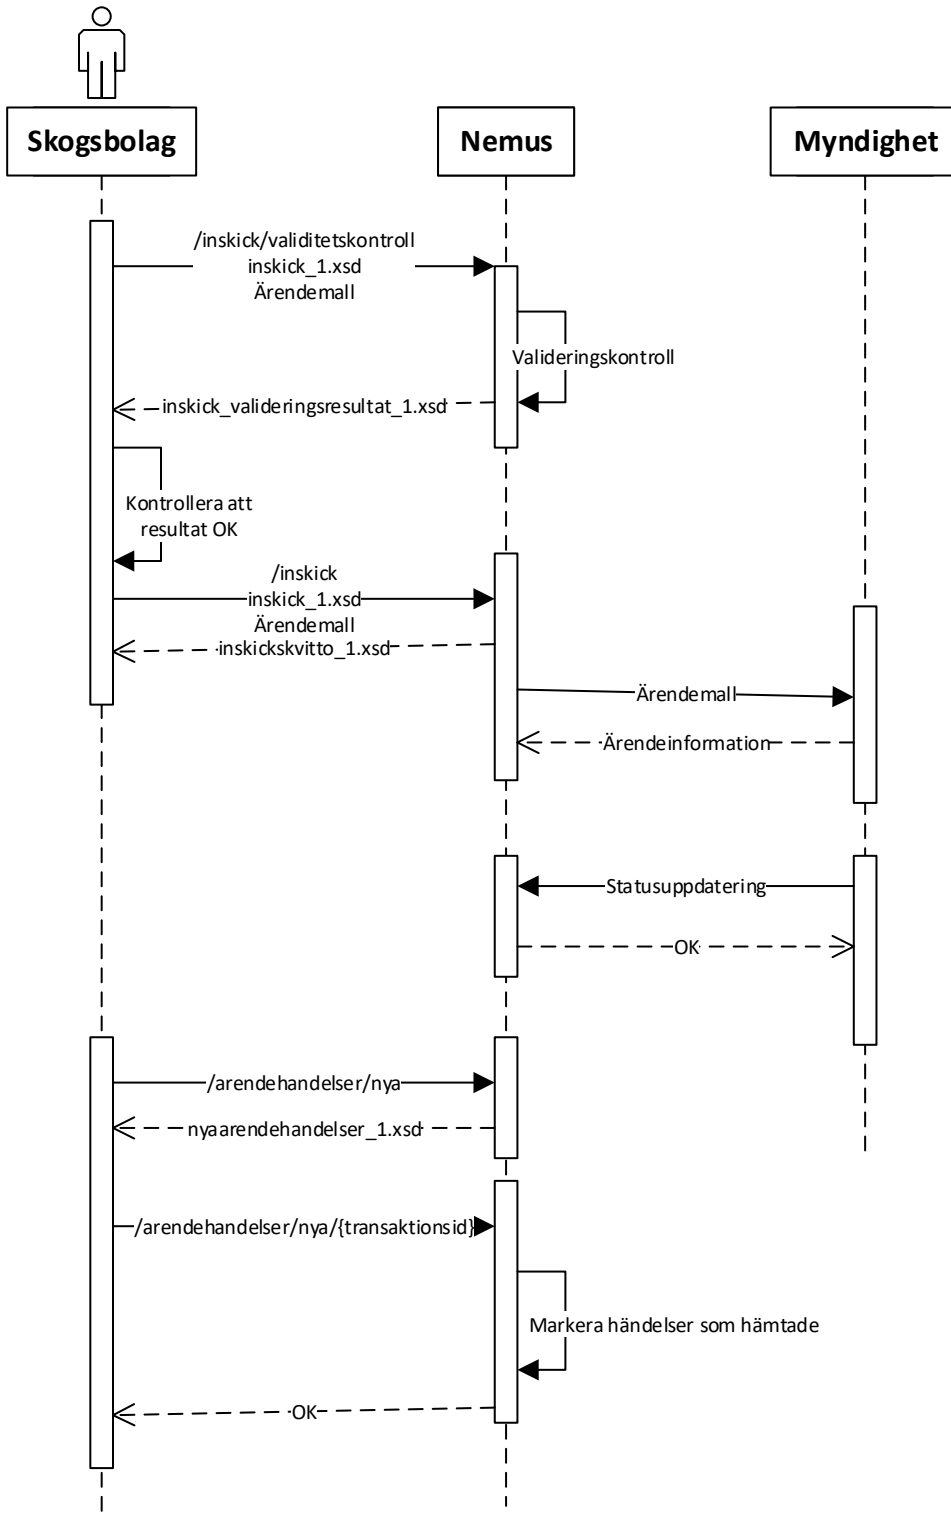 Skogsbolag
Nemus
Myndighet
/inskick/validitetskontroll
inskick_1.xsd
Ärendemall
Valideringskontroll
inskick_valideringsresultat_1.xsd
Kontrollera att
resultat OK
/inskick
inskick_1.xsd
Ärendemall
inskickskvitto_1.xsd
Ärendemall
Ärendeinformation
Statusuppdatering
OK
/arendehandelser/nya
nyaarendehandelser_1.xsd
/arendehandelser/nya/{transaktionsid}
Markera händelser som hämtade
OK